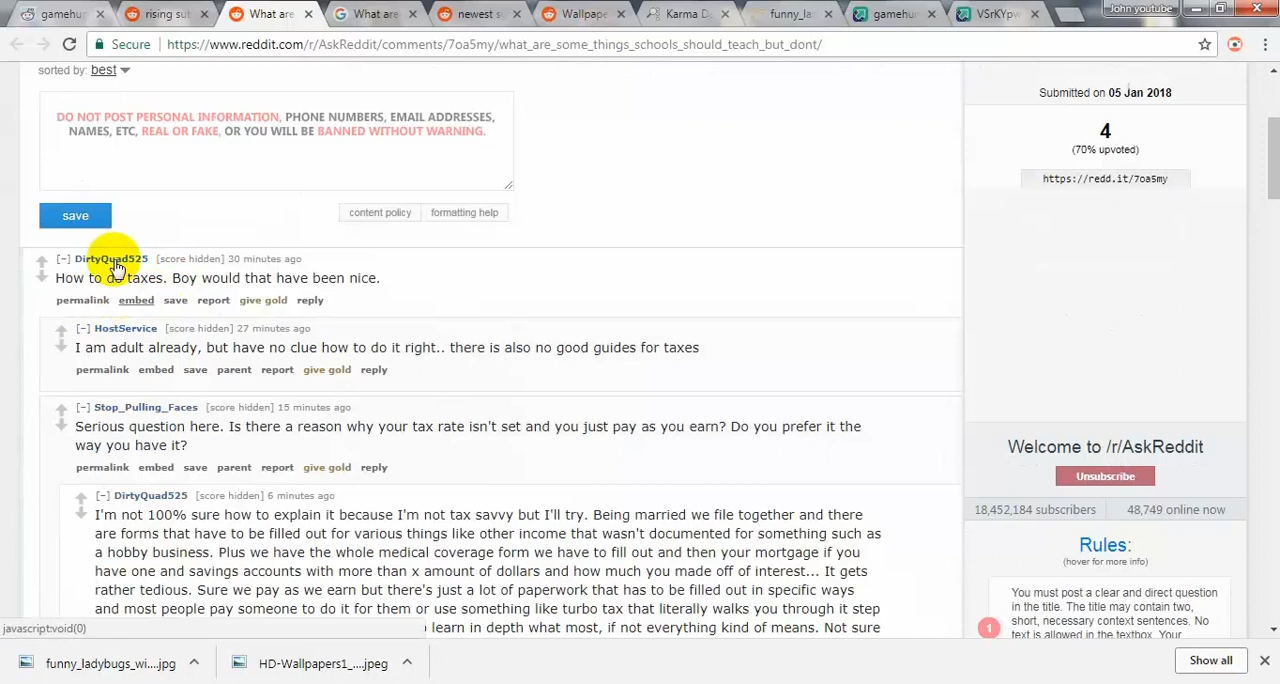 gamehu
rising sub
What are
What are
newest s
Wallpape
Karma D
funny_la
gamehu
VSrKYpw
John youtube
Secure
https://www.reddit.com/r/AskReddit/comments/7oa5my/what_are_some_things_schools_should_teach_but_dont/
sorted by: best
DO NOT POST PERSONAL INFORMATION, PHONE NUMBERS, EMAIL ADDRESSES,
NAMES, ETC, REAL OR FAKE, OR YOU WILL BE BANNED WITHOUT WARNING.
save
content policy
formatting help
[−] DirtyQuad525 [score hidden] 30 minutes ago
How to do taxes. Boy would that have been nice.
permalink embed save report give gold reply
[−] HostService [score hidden] 27 minutes ago
I am adult already, but have no clue how to do it right.. there is also no good guides for taxes
permalink embed save parent report give gold reply
[−] Stop_Pulling_Faces [score hidden] 15 minutes ago
Serious question here. Is there a reason why your tax rate isn't set and you just pay as you earn? Do you prefer it the
way you have it?
permalink embed save parent report give gold reply
[−] DirtyQuad525 [score hidden] 6 minutes ago
I'm not 100% sure how to explain it because I'm not tax savvy but I'll try. Being married we file together and there
are forms that have to be filled out for various things like other income that wasn't documented for something such as
a hobby business. Plus we have the whole medical coverage form we have to fill out and then your mortgage if you
have one and savings accounts with more than x amount of dollars and how much you made off of interest... It gets
rather tedious. Sure we pay as we earn but there's just a lot of paperwork that has to be filled out in specific ways
and most people pay someone to do it for them or use something like turbo tax that literally walks you through it step
learn in depth what most, if not everything kind of means. Not sure
Submitted on 05 Jan 2018
4
(70% upvoted)
https://redd.it/7oa5my
Welcome to /r/AskReddit
Unsubscribe
18,452,184 subscribers
48,749 online now
Rules:
(hover for more info)
1
You must post a clear and direct question
in the title. The title may contain two,
short, necessary context sentences. No
text is allowed in the textbox. Your
javascript:void(0)
funny_ladybugs_wi....jpg
HD-Wallpapers1_....jpeg
Show all